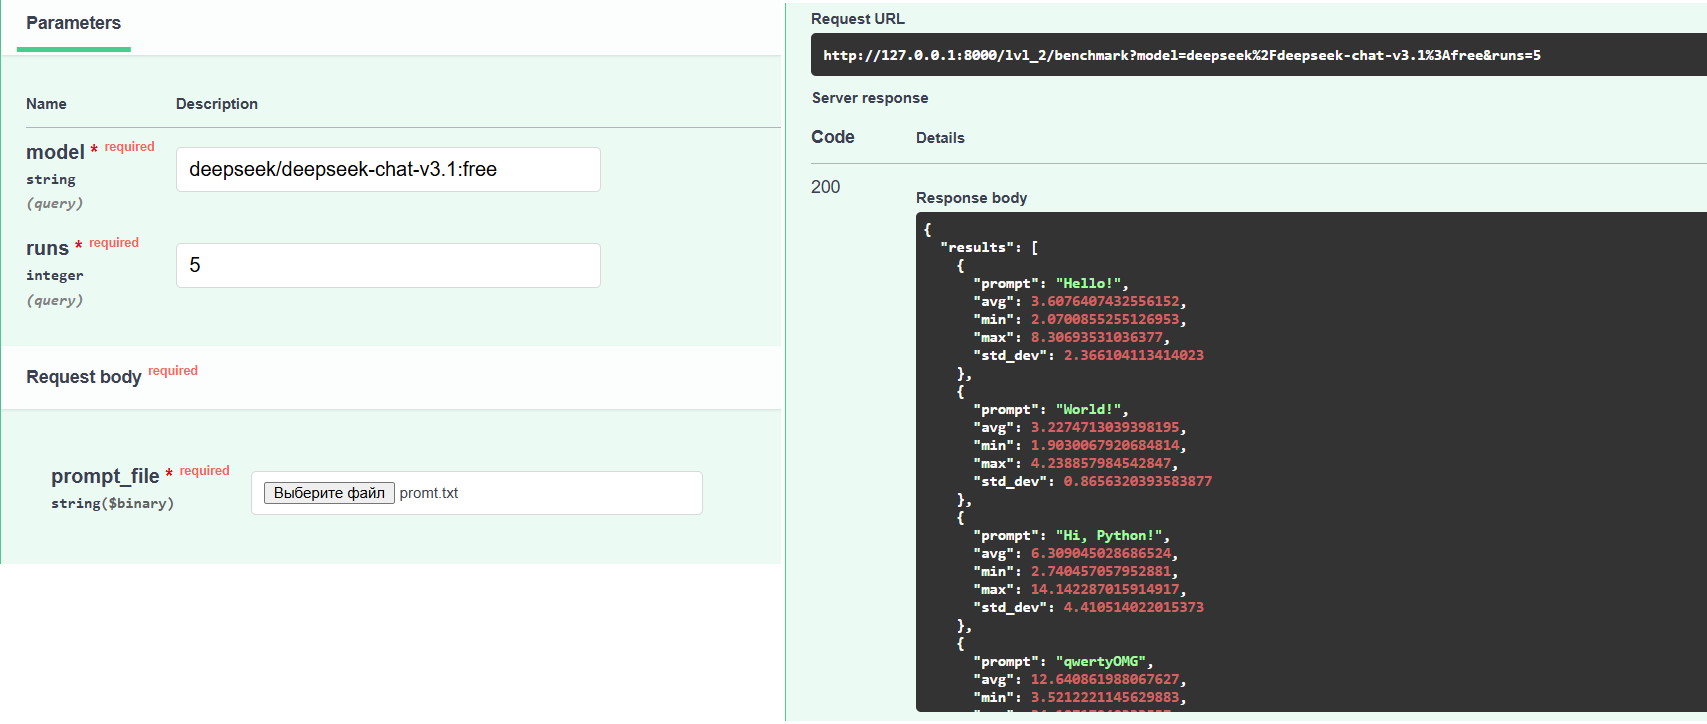 Parameters
Name Description
model * required
string
(query)
deepseek/deepseek-chat-v3.1:free
runs * required
integer
(query)
5
Request body required
prompt_file * required
string($binary)
Выберите файл promt.txt
Request URL
http://127.0.0.1:8000/lvl_2/benchmark?model=deepseek%2Fdeepseek-chat-v3.1%3Afree&runs=5
Server response
Code Details
200
Response body
{
"results": [
{
"prompt": "Hello!",
"avg": 3.6076407432556152,
"min": 2.0700855255126953,
"max": 8.30693531036377,
"std_dev": 2.366104113414023
},
{
"prompt": "World!",
"avg": 3.2274713039398195,
"min": 1.9030067920684814,
"max": 4.238857984542847,
"std_dev": 0.8656320393583877
},
{
"prompt": "Hi, Python!",
"avg": 6.309045028686524,
"min": 2.740457057952881,
"max": 14.142287015914917,
"std_dev": 4.410514022015373
},
{
"prompt": "qwertyOMG",
"avg": 12.640861988067627,
"min": 3.5212221145629883,